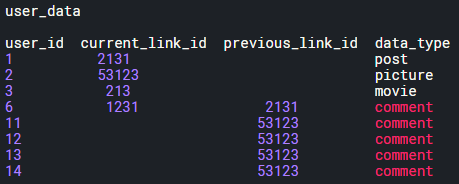 user_data
user_id current_link_id previous_link_id data_type
1 2131 post
2 53123 picture
3 213 movie
6 1231 2131 comment
11 53123 comment
12 53123 comment
13 53123 comment
14 53123 comment